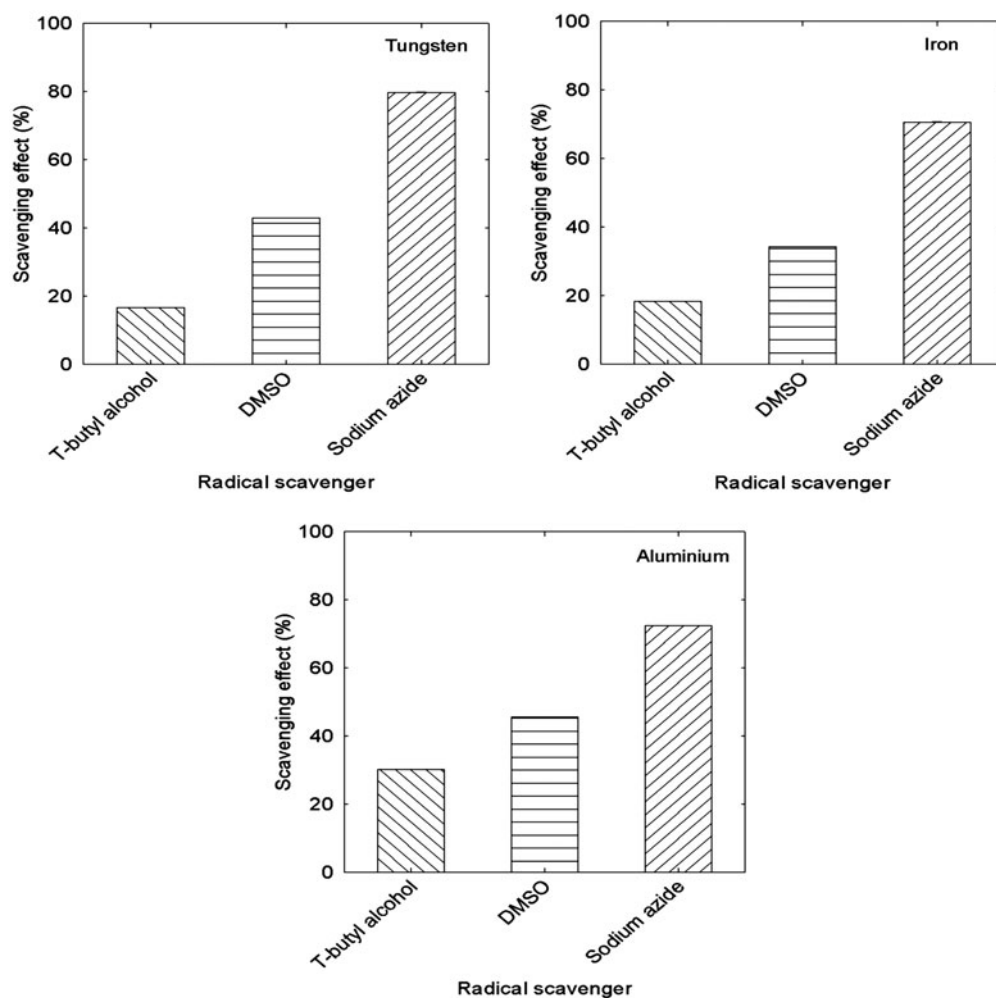 Tungsten
Scavenging effect (%)
100
80
60
40
20
0
T-butyl alcohol
DMSO
Sodium azide
Radical scavenger
Iron
Scavenging effect (%)
100
80
60
40
20
0
T-butyl alcohol
DMSO
Sodium azide
Radical scavenger
Aluminium
Scavenging effect (%)
100
80
60
40
20
0
T-butyl alcohol
DMSO
Sodium azide
Radical scavenger